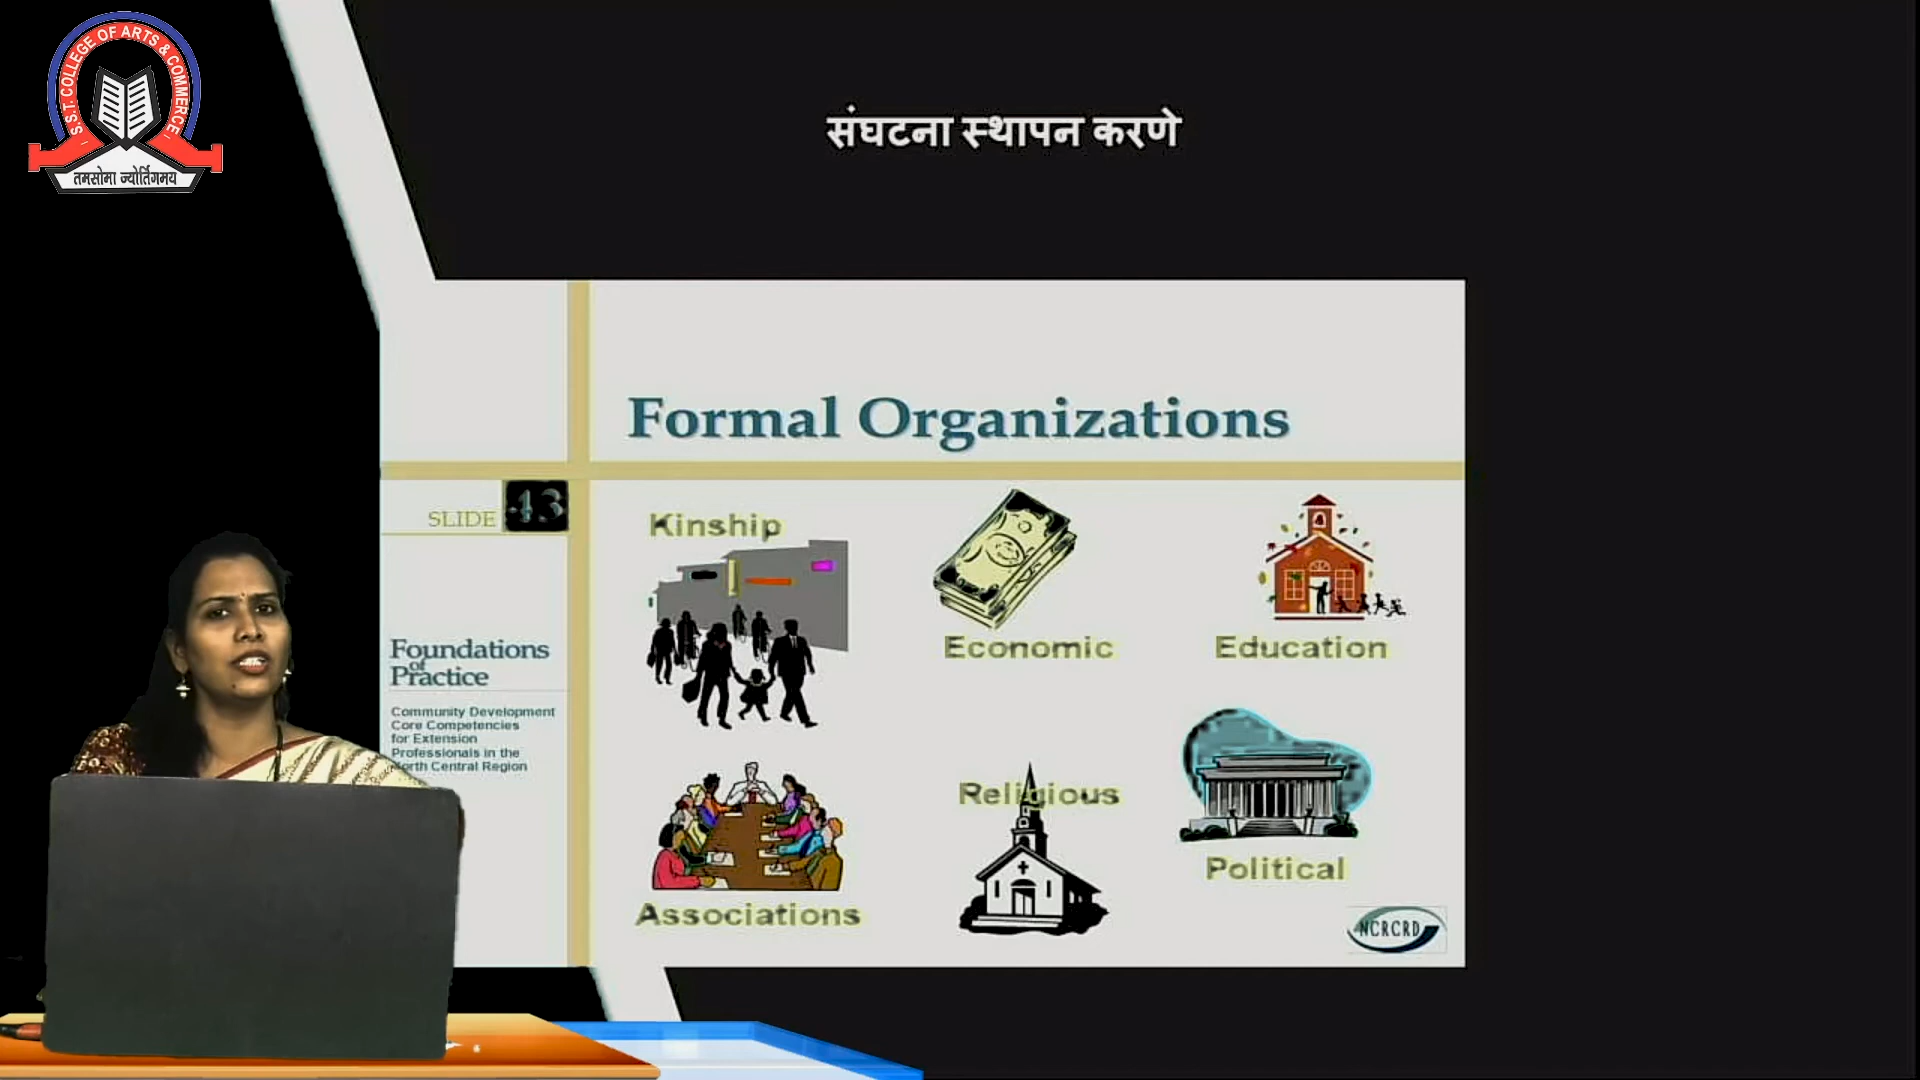 S.S.T. COLLEGE OF ARTS & COMMERCE
तमसोमा ज्योर्तिगमय
संघटना स्थापन करणे
Formal Organizations
SLIDE 43
Foundations
of
Practice
Community Development
Core Competencies
for Extension
Professionals in the
North Central Region
Kinship
Economic
Education
Associations
Religious
Political
NCRCRD